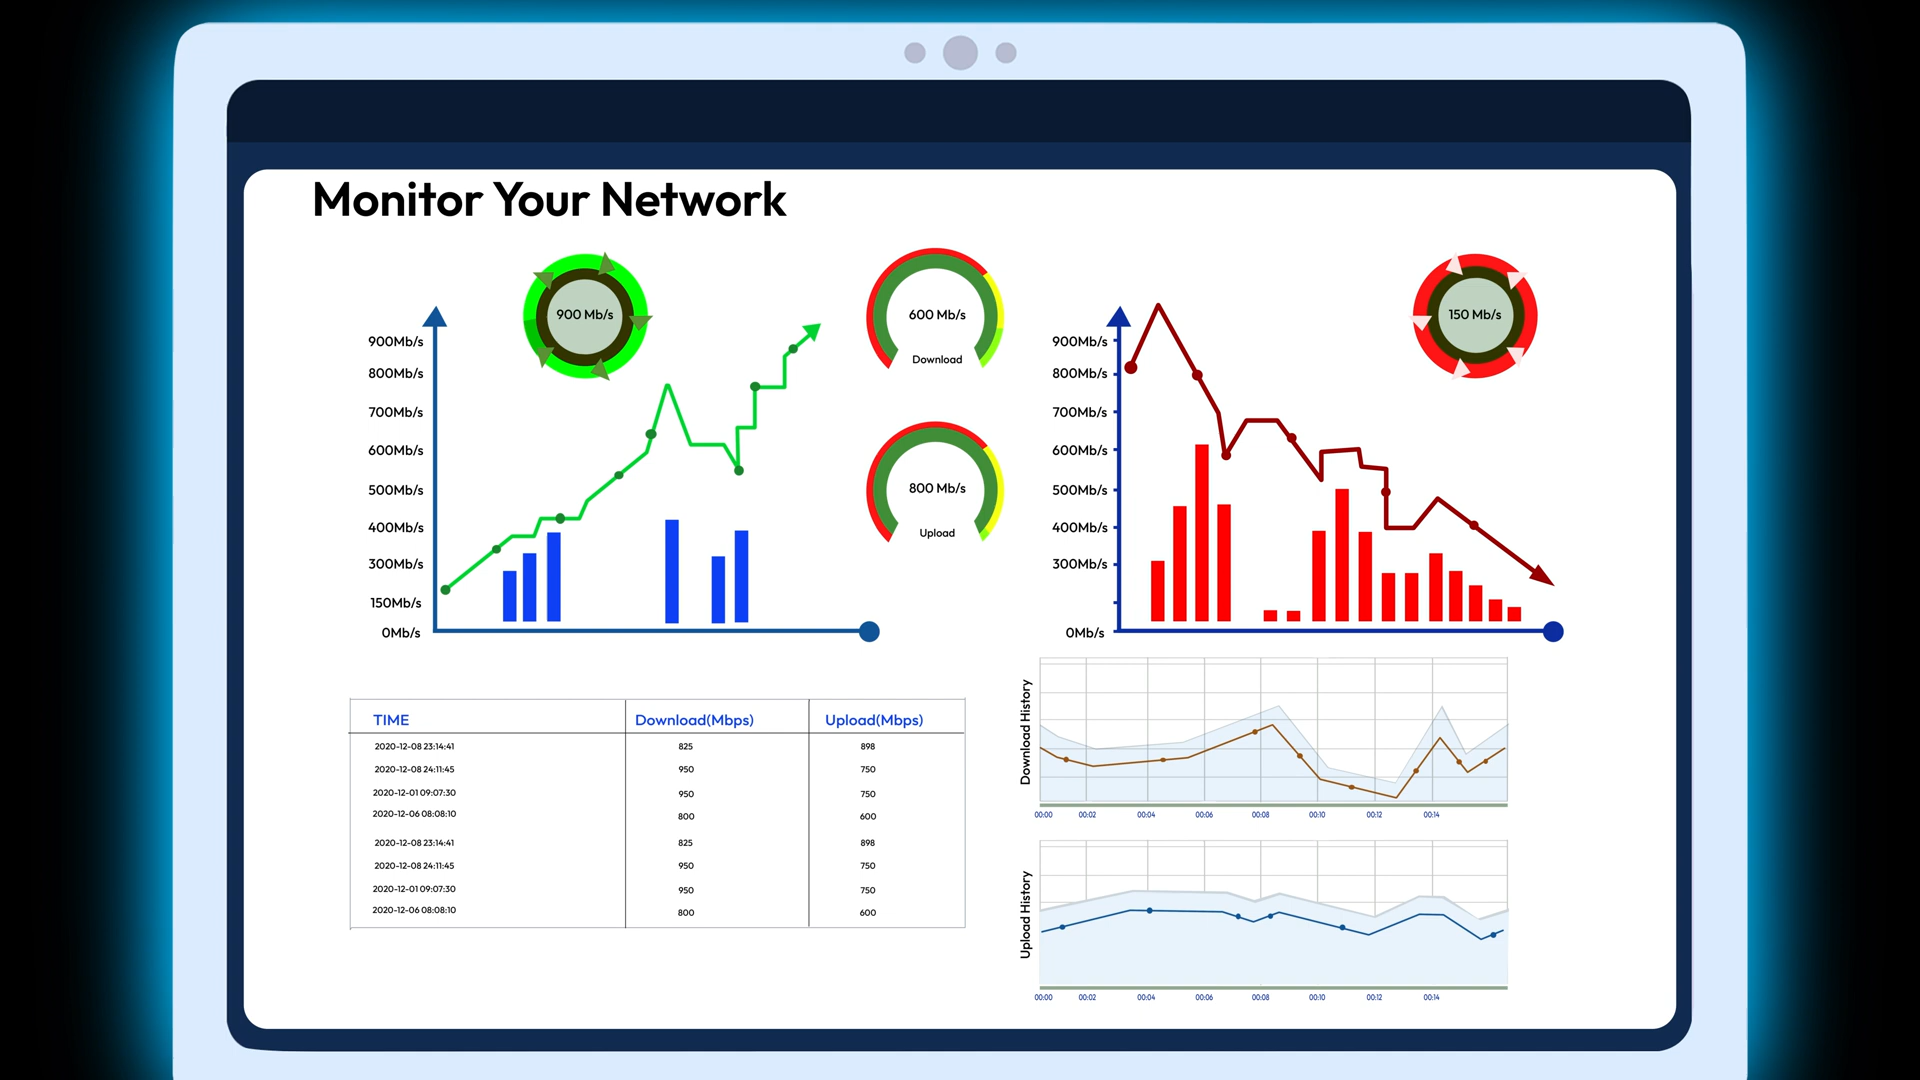 Monitor Your Network
900 Mb/s
600 Mb/s
Download
800 Mb/s
Upload
150 Mb/s
900Mb/s
800Mb/s
700Mb/s
600Mb/s
500Mb/s
400Mb/s
300Mb/s
150Mb/s
0Mb/s
900Mb/s
800Mb/s
700Mb/s
600Mb/s
500Mb/s
400Mb/s
300Mb/s
0Mb/s
TIME Download(Mbps) Upload(Mbps)
2020-12-08 23:14:41 825 898
2020-12-08 24:11:45 950 750
2020-12-01 09:07:30 950 750
2020-12-06 08:08:10 800 600
2020-12-08 23:14:41 825 898
2020-12-08 24:11:45 950 750
2020-12-01 09:07:30 950 750
2020-12-06 08:08:10 800 600
Download History
00:00 00:02 00:04 00:06 00:08 00:10 00:12 00:14
Upload History
00:00 00:02 00:04 00:06 00:08 00:10 00:12 00:14